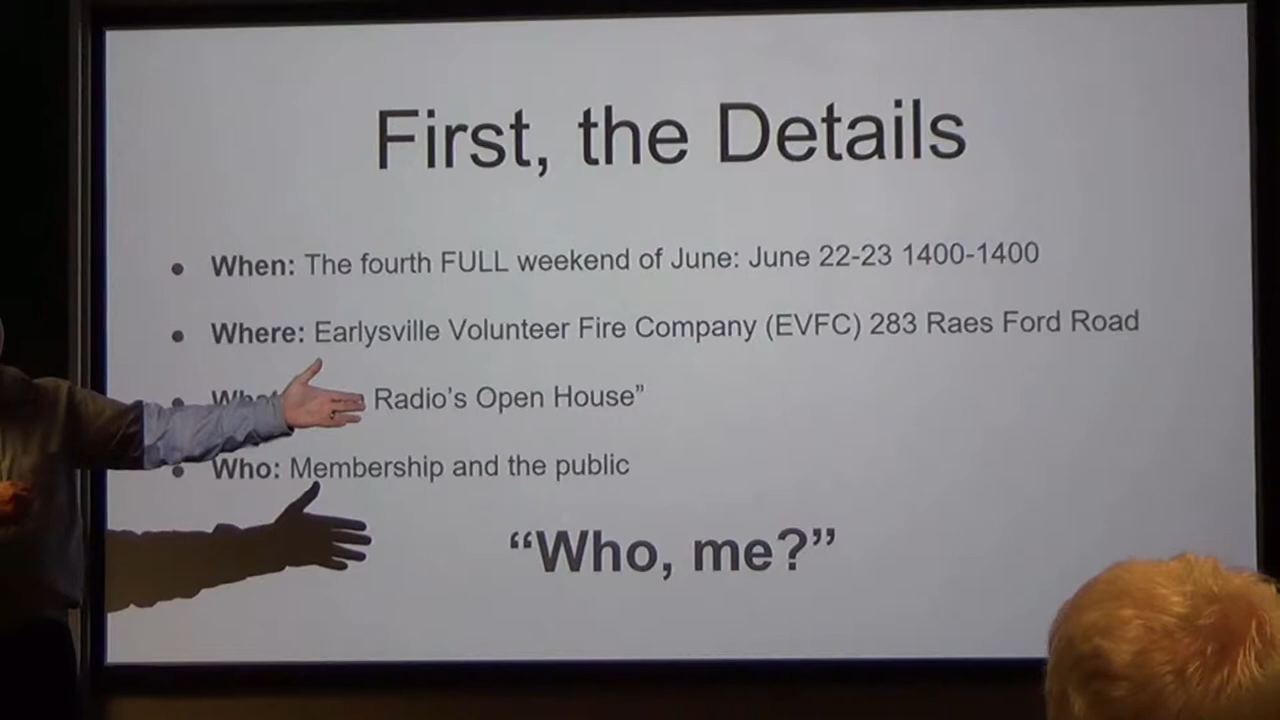 First, the Details
• When: The fourth FULL weekend of June: June 22-23 1400-1400
• Where: Earlysville Volunteer Fire Company (EVFC) 283 Raes Ford Road
• Radio’s Open House”
• Who: Membership and the public
“Who, me?”